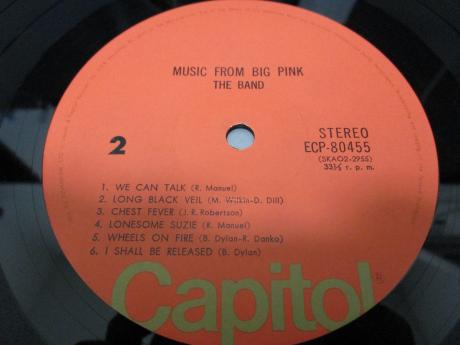 MUSIC FROM BIG PINK
THE BAND
2
STEREO
ECP-80455
(SKAO2-2955)
33⅓ r. p. m.
1. WE CAN TALK (R. Manuel)
2. LONG BLACK VEIL (M. Wilkin-D. Dill)
3. CHEST FEVER (J. R. Robertson)
4. LONESOME SUZIE (R. Manuel)
5. WHEELS ON FIRE (B. Dylan-R. Danko)
6. I SHALL BE RELEASED (B. Dylan)
Capitol